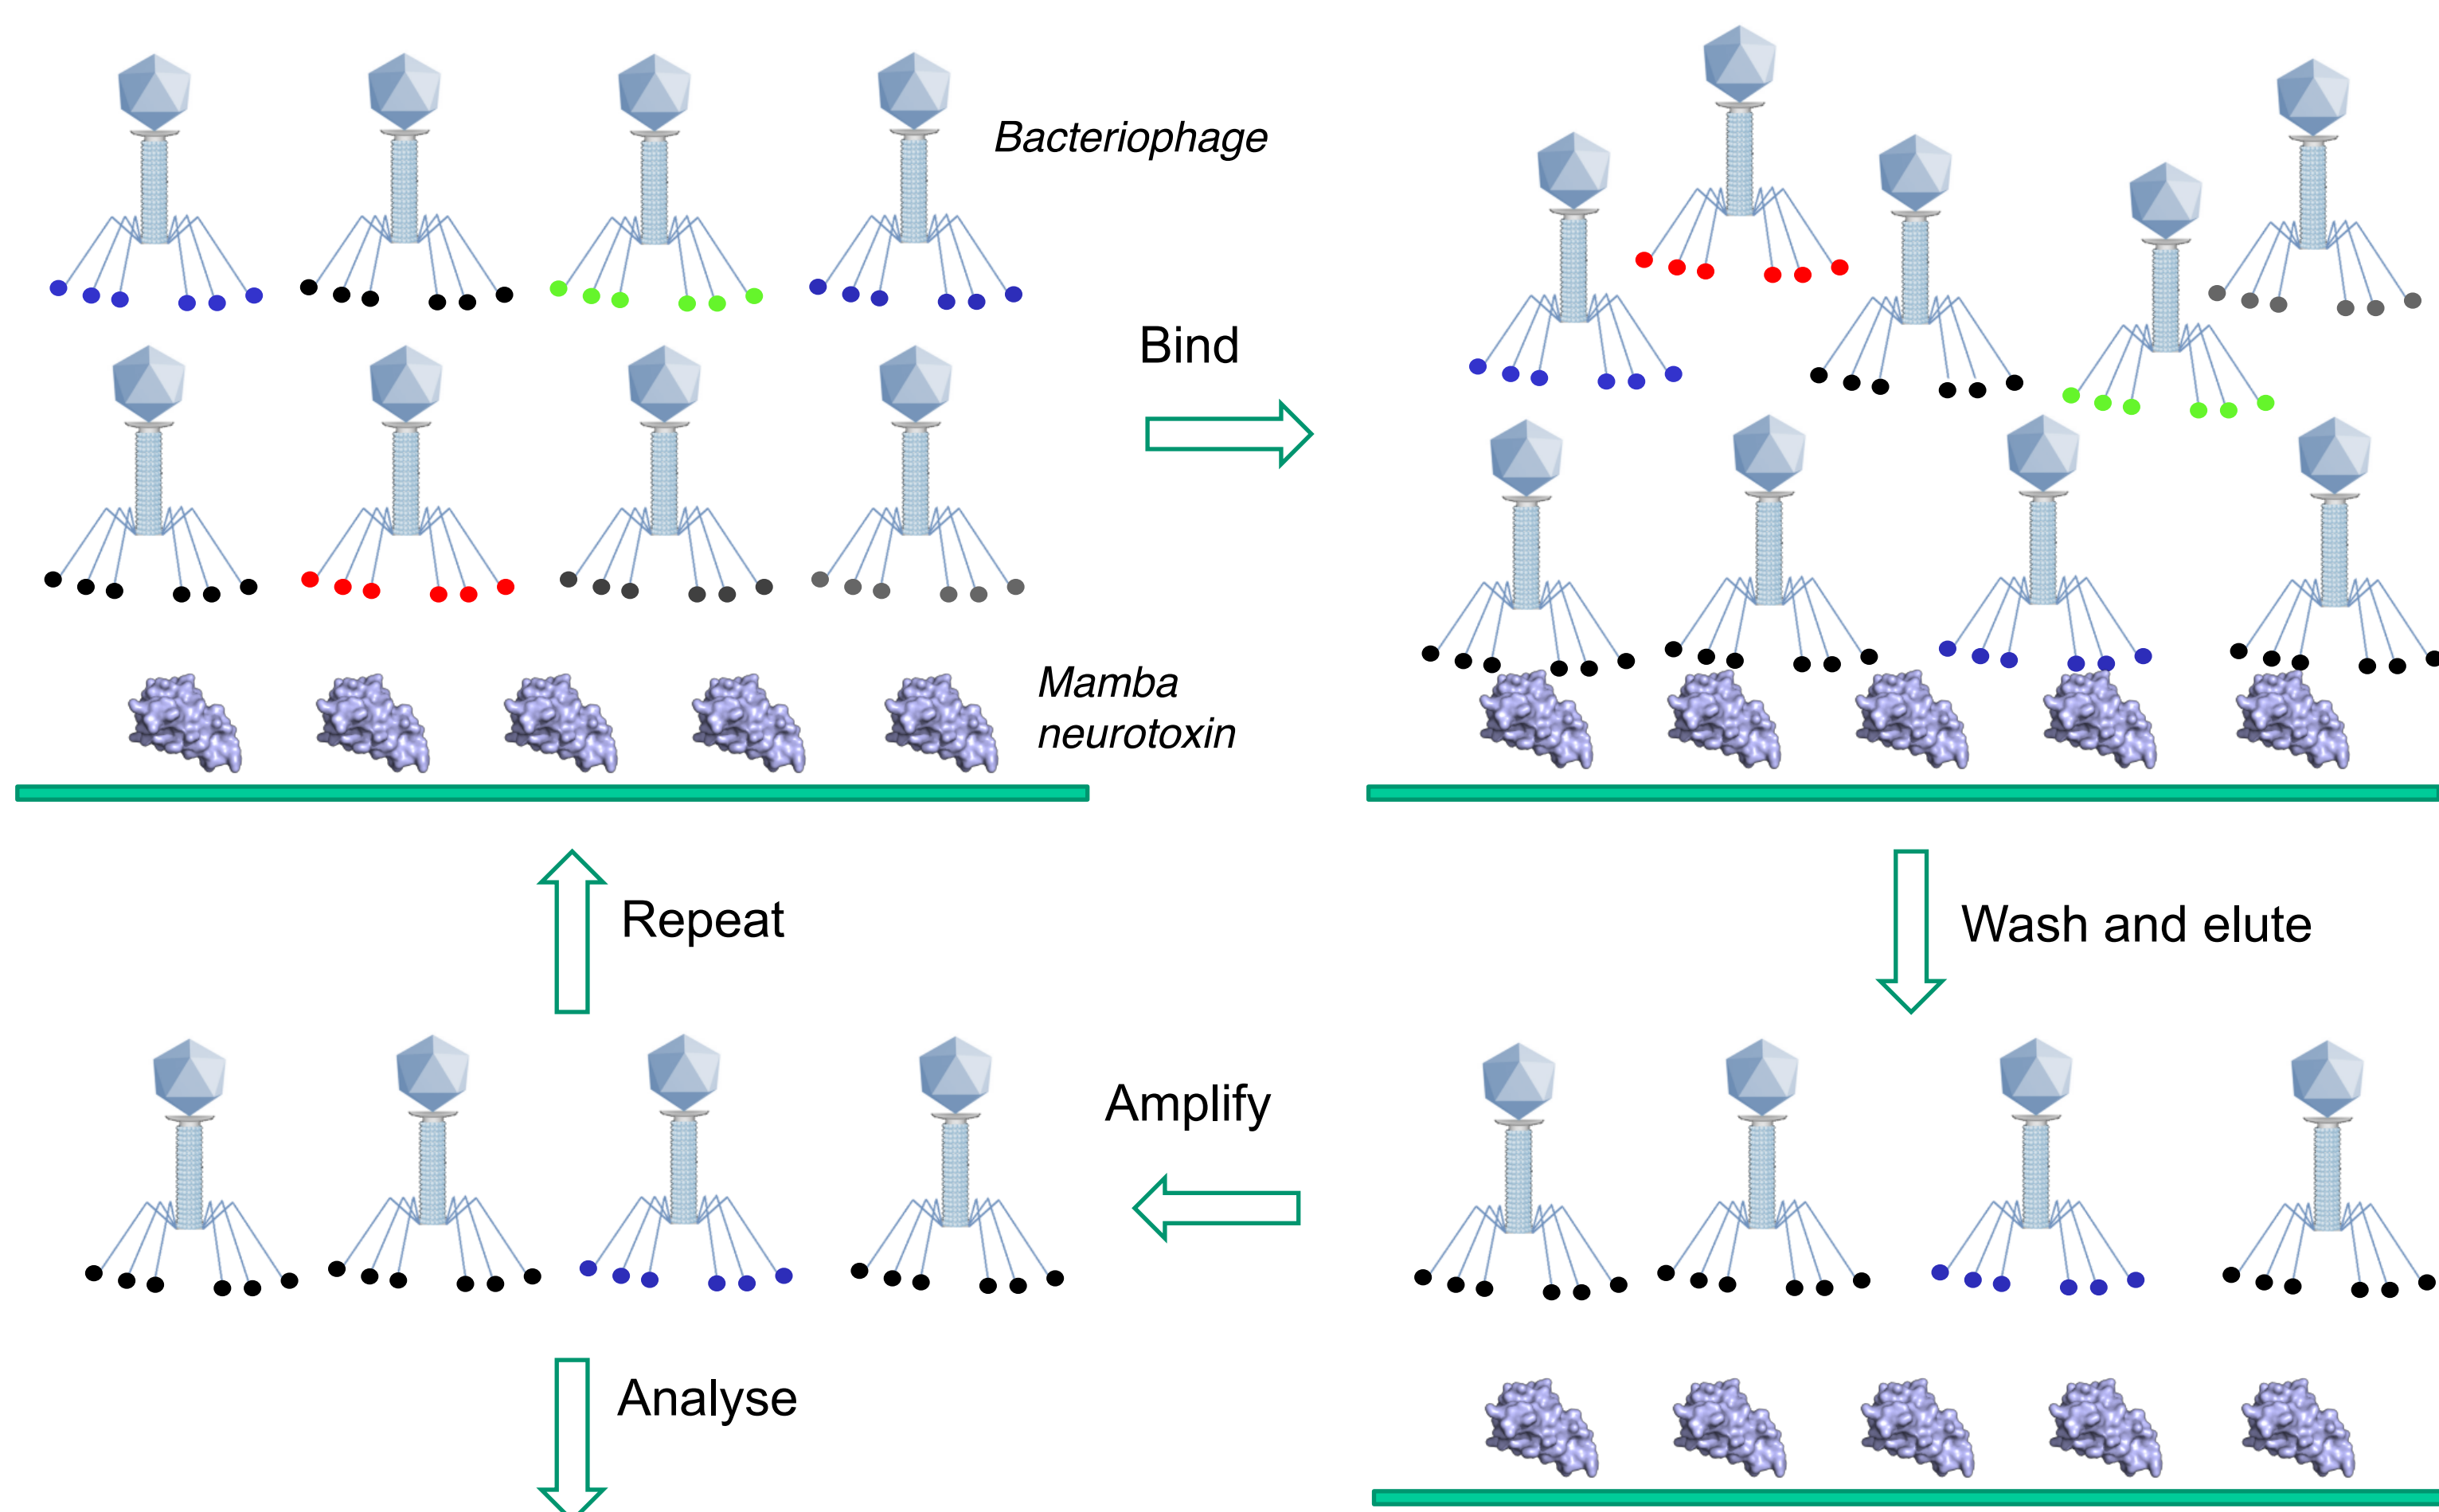 Bacteriophage
Bind
Mamba
neurotoxin
Repeat
Wash and elute
Amplify
Analyse